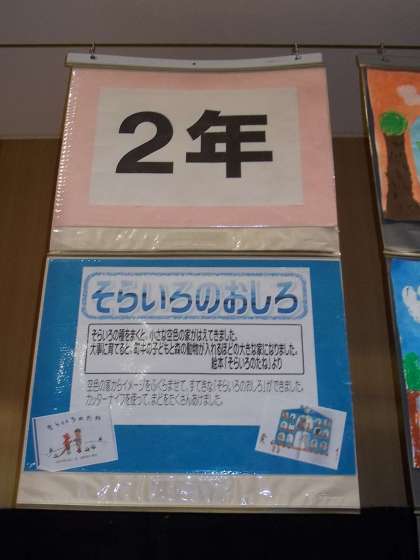 ２年
そらいろのおしろ
そらいろの種をまくと、小さな空色の家がはえてきました。
大事に育てると、町中の子どもと森の動物が入れるほどの大きな家になりました。
絵本「そらいろのたね」より
空色の家からイメージをふくらませて、すてきな「そらいろのおしろ」ができました。
カッターナイフを使って、まどをたくさんあけました。
そらいろのたね